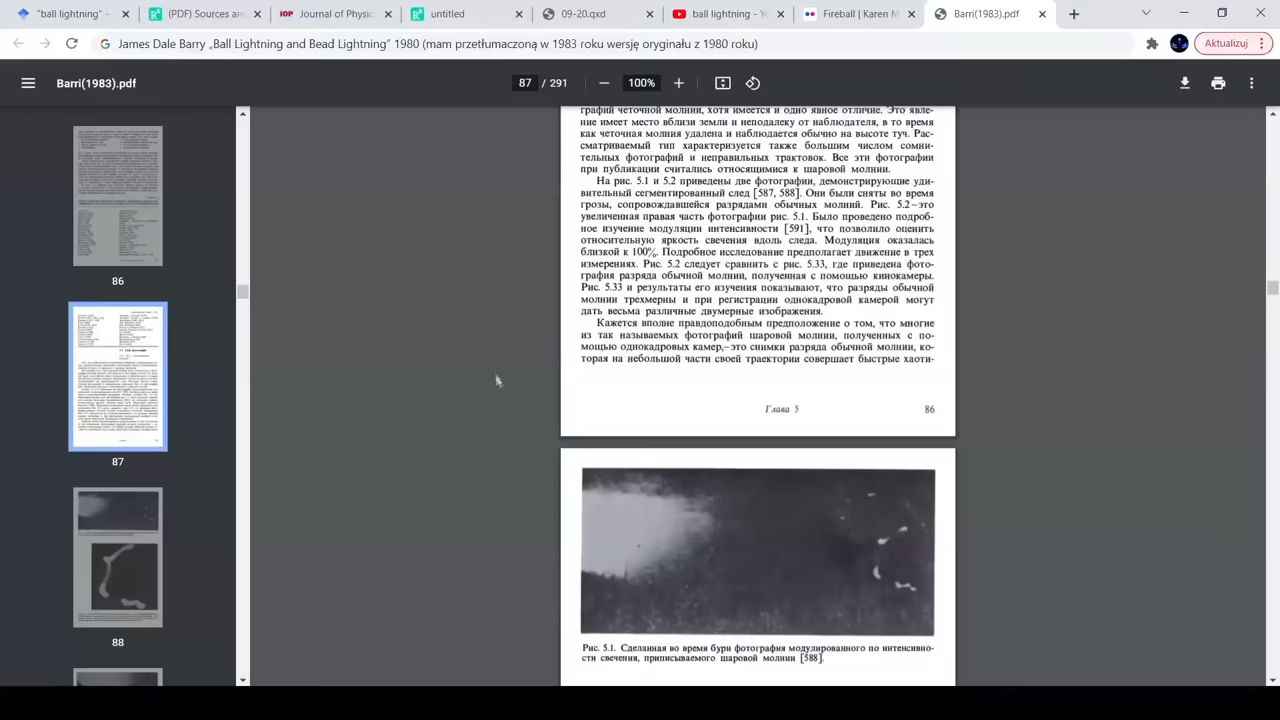 "ball lightning and
(PDF) Sources an
IOP Journal of Physic
untitled
09-20.qxd
ball lightning - Y
Fireball | Karen M
Barri(1983).pdf
James Dale Barry „Ball Lightning and Bead Lightning" 1980 (mam przetłumaczoną w 1983 roku wersję oryginału z 1980 roku)
Aktualizuj
Barri(1983).pdf
87 / 291
100%
графий четочной молнии, хотя имеется и одно явное отличие. Это явле-
ние имеет место вблизи земли и неподалеку от наблюдателя, в то время
как четочная молния удалена и наблюдается обычно на высоте туч. Рас-
сматриваемый тип характеризуется также большим числом сомни-
тельных фотографий и неправильных трактовок. Все эти фотографии
при публикации считались относящимися к шаровой молнии.
На рис. 5.1 и 5.2 приведены две фотографии, демонстрирующие уди-
вительный сегментированный след [587, 588]. Они были сняты во время
грозы, сопровождавшейся разрядами обычных молний. Рис. 5.2–это
увеличенная правая часть фотографии рис. 5.1. Было проведено подроб-
ное изучение модуляции интенсивности [591], что позволило оценить
относительную яркость свечения вдоль следа. Модуляция оказалась
близкой к 100%. Подробное исследование предполагает движение в трех
измерениях. Рис. 5.2 следует сравнить с рис. 5.33, где приведена фото-
графия разряда обычной молнии, полученная с помощью кинокамеры.
Рис. 5.33 и результаты его изучения показывают, что разряды обычной
молнии трехмерны и при регистрации однокадровой камерой могут
дать весьма различные двумерные изображения.
Кажется вполне правдоподобным предположение о том, что многие
из так называемых фотографий шаровой молнии, полученных с по-
мощью однокадровых камер,–это снимки разряда обычной молнии, ко-
торая на небольшой части своей траектории совершает быстрые хаоти-
Глава 5 86
Рис. 5.1. Сделанная во время бури фотография модулированного по интенсивно-
сти свечения, приписываемого шаровой молнии [588].
86
87
88